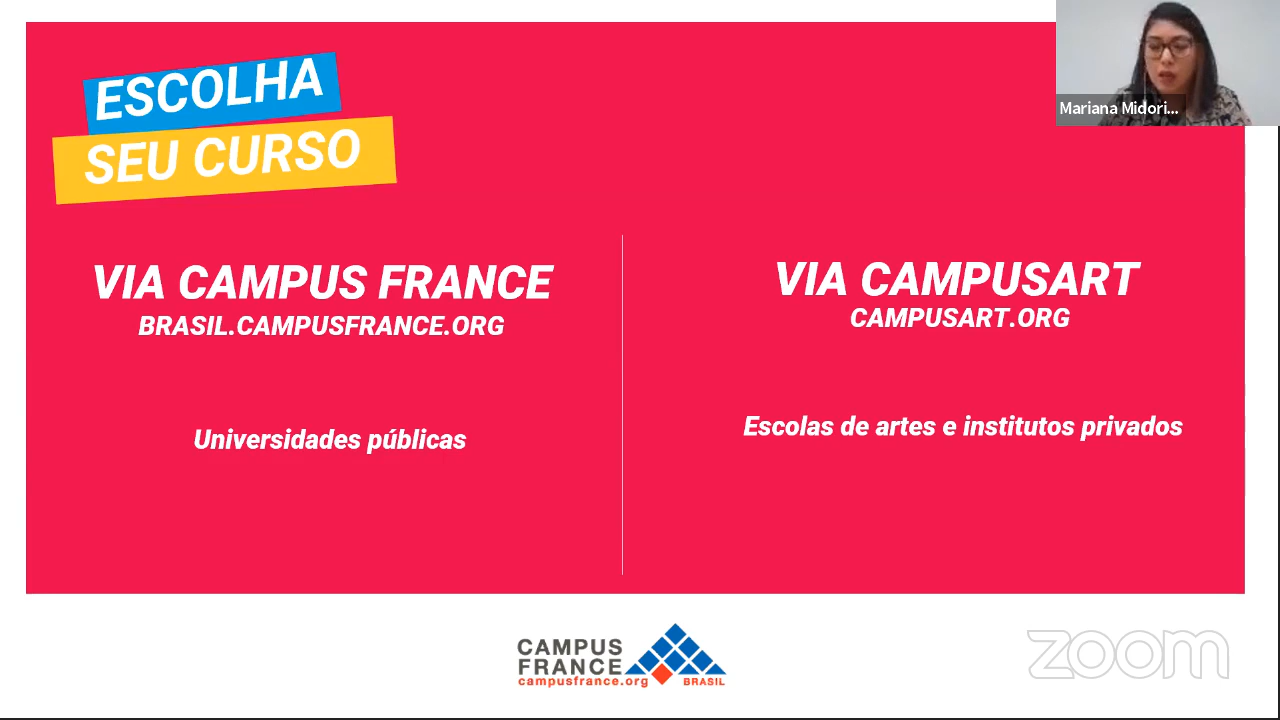 ESCOLHA
SEU CURSO
Mariana Midori...
VIA CAMPUS FRANCE
BRASIL.CAMPUSFRANCE.ORG
Universidades públicas
VIA CAMPUSART
CAMPUSART.ORG
Escolas de artes e institutos privados
CAMPUS
FRANCE
campusfrance.org BRASIL
zoom